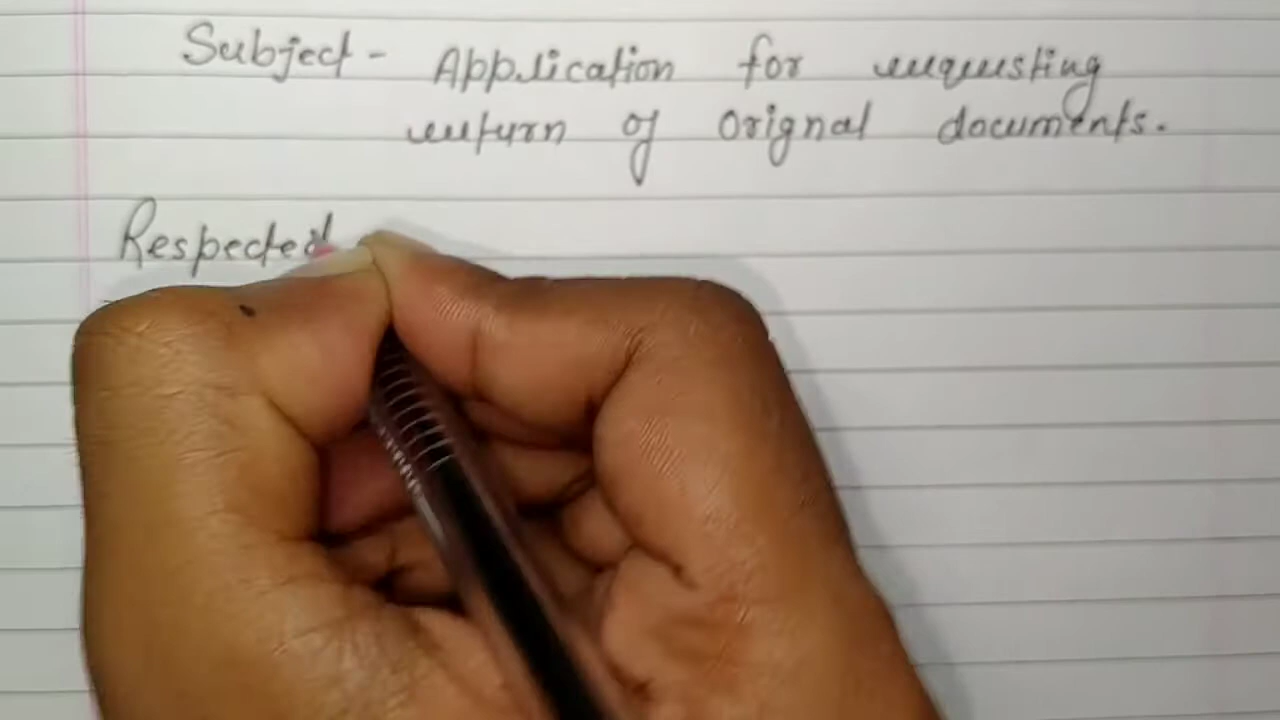 Subject - Application for requesting
return of Orignal documents.
Respected